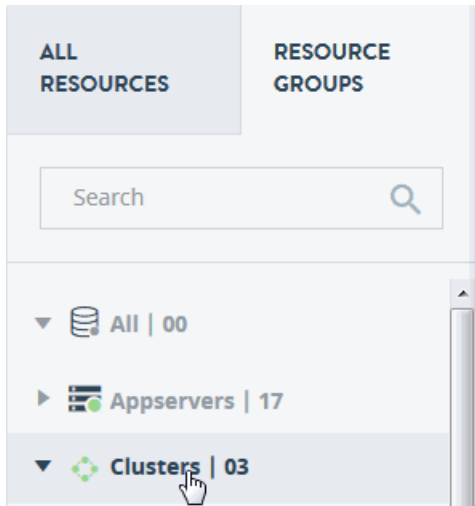 ALL
RESOURCES
RESOURCE
GROUPS
Search
All | 00
Appservers | 17
Clusters | 03